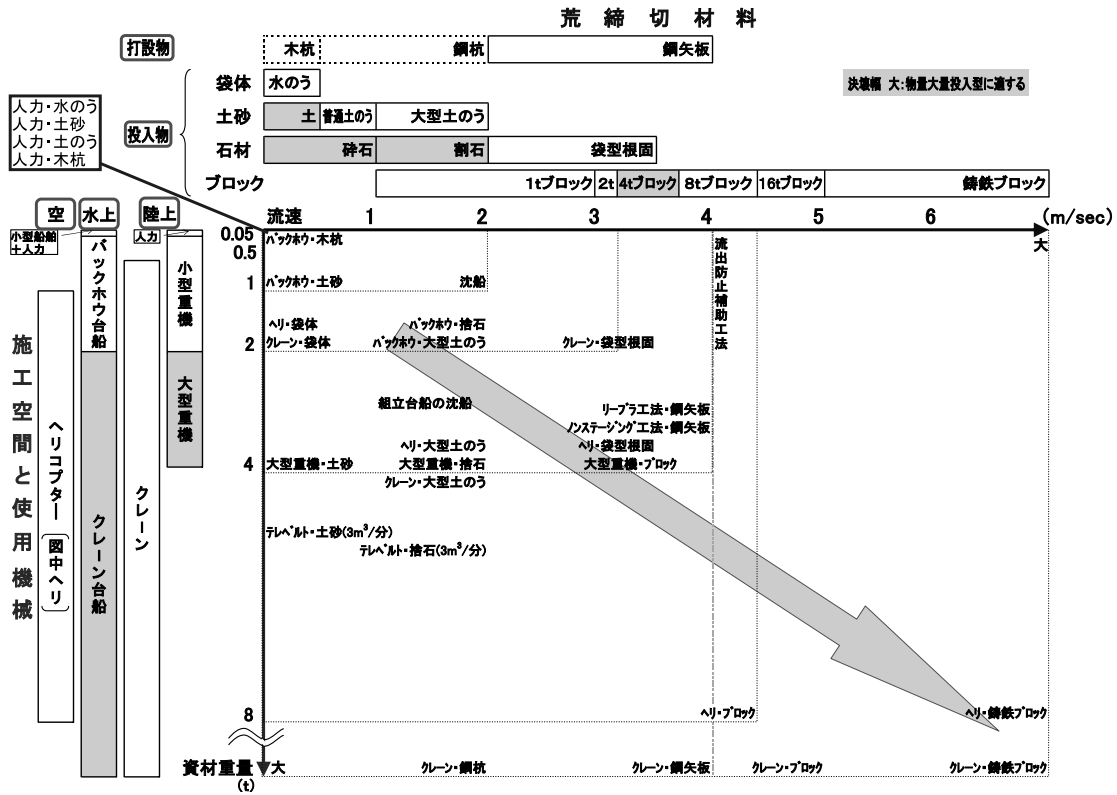 荒締切材料
打設物
木杭
鋼杭
鋼矢板
袋体
水のう
決壊幅 大:物量大量投入型に適する
人力・水のう
人力・土砂
人力・土のう
人力・木杭
投入物
土砂
土
普通土のう
大型土のう
石材
砕石
割石
袋型根固
ブロック
1tブロック
2t
4tブロック
8tブロック
16tブロック
鋳鉄ブロック
空
水上
陸上
流速
1
2
3
4
5
6
(m/sec)
大
小型船舶
+人力
人力
0.05
0.5
1
2
4
8
バックホウ・木杭
バックホウ・土砂
沈船
ヘリ・袋体
バックホウ・捨石
クレーン・袋体
バックホウ・大型土のう
クレーン・袋型根固
流出防止補助工法
組立台船の沈船
リープラ工法・鋼矢板
ノンステージング工法・鋼矢板
ヘリ・大型土のう
ヘリ・袋型根固
大型重機・土砂
大型重機・捨石
大型重機・ブロック
クレーン・大型土のう
テレベルト・土砂(3m³/分)
テレベルト・捨石(3m³/分)
ヘリ・ブロック
ヘリ・鋳鉄ブロック
施工空間と使用機械
ヘリコプター(図中ヘリ)
バックホウ台船
クレーン台船
クレーン
小型重機
大型重機
資材重量
(t)
大
クレーン・鋼杭
クレーン・鋼矢板
クレーン・ブロック
クレーン・鋳鉄ブロック